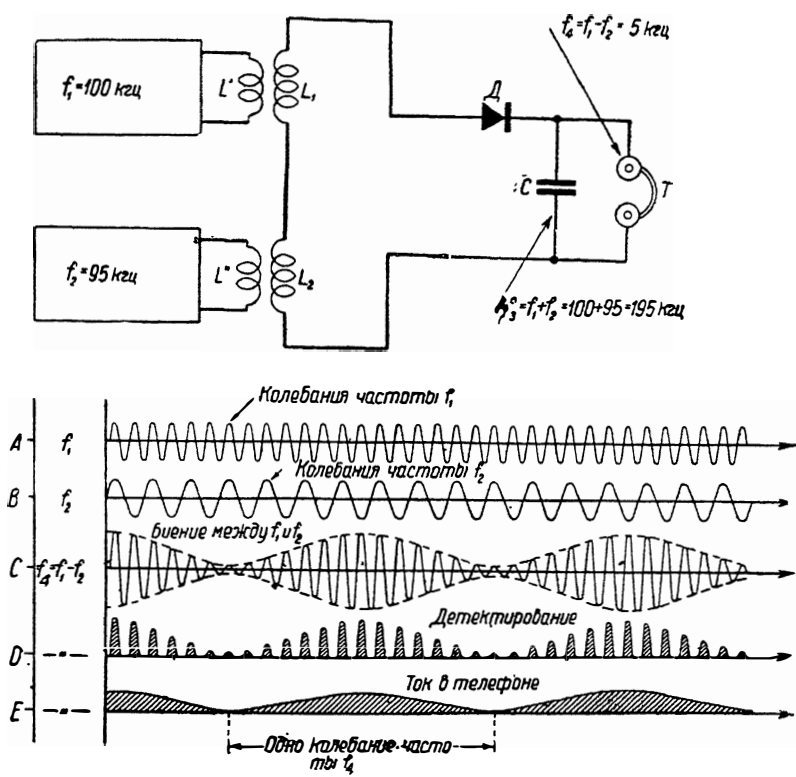 f₄=f₁-f₂= 5 кгц
f₁=100 кгц
L'
L₁
Д
C
T
f₂=95 кгц
L"
L₂
f₃=f₁+f₂=100+95=195 кгц
Колебания частоты f₁
A
f₁
Колебания частоты f₂
B
f₂
биение между f₁ и f₂
C
f₄=f₁-f₂
Детектирование
D
—"—
Ток в телефоне
E
—"—
Одно колебание часто-
ты f₄